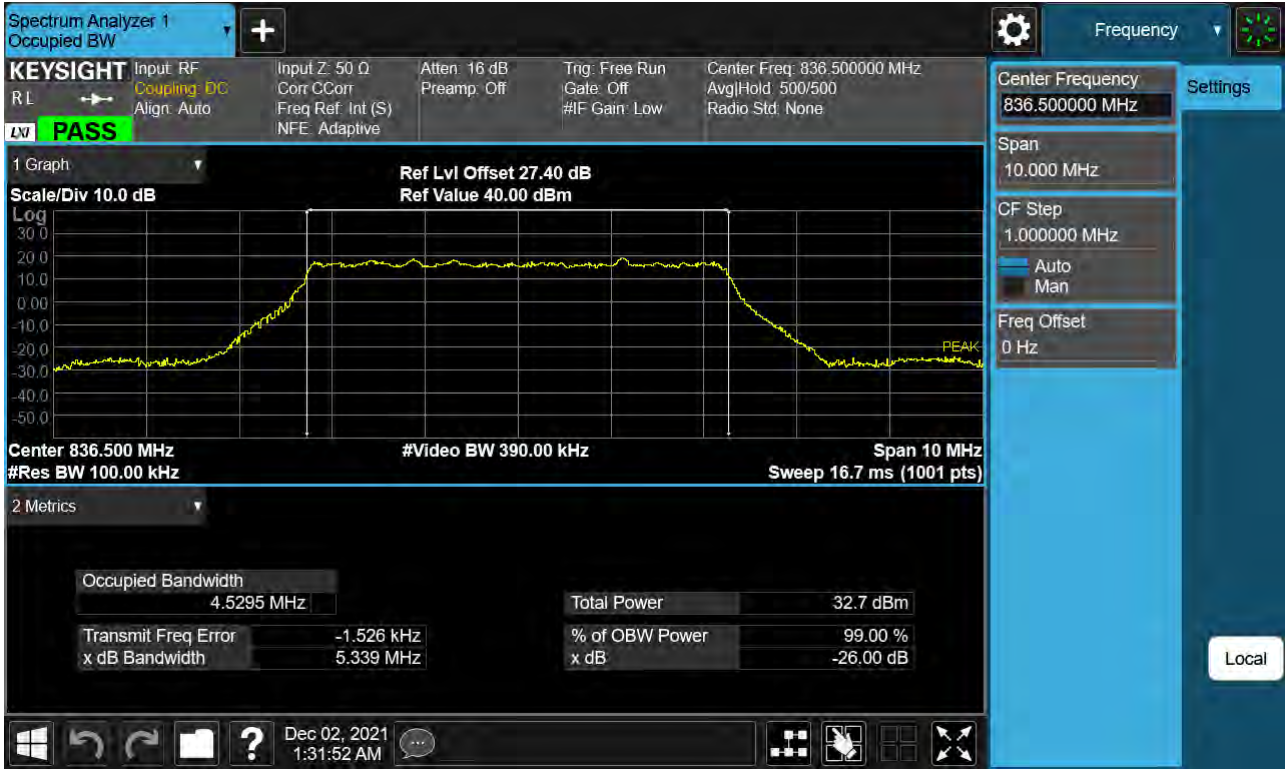 Spectrum Analyzer 1
Occupied BW
+
Frequency
KEYSIGHT
RL
LXI
PASS
Input: RF
Coupling: DC
Align: Auto
Input Z: 50 Ω
Corr CCorr
Freq Ref: Int (S)
NFE: Adaptive
Atten: 16 dB
Preamp: Off
Trig: Free Run
Gate: Off
#IF Gain: Low
Center Freq: 836.500000 MHz
Avg|Hold: 500/500
Radio Std: None
Center Frequency
836.500000 MHz
Settings
Span
10.000 MHz
CF Step
1.000000 MHz
Auto
Man
Freq Offset
0 Hz
Local
1 Graph
Scale/Div 10.0 dB
Ref Lvl Offset 27.40 dB
Ref Value 40.00 dBm
Log
30.0
20.0
10.0
0.00
-10.0
-20.0
-30.0
-40.0
-50.0
PEAK
Center 836.500 MHz
#Video BW 390.00 kHz
Span 10 MHz
#Res BW 100.00 kHz
Sweep 16.7 ms (1001 pts)
2 Metrics
Occupied Bandwidth
4.5295 MHz
Total Power 32.7 dBm
Transmit Freq Error -1.526 kHz
% of OBW Power 99.00 %
x dB Bandwidth 5.339 MHz
x dB -26.00 dB
?
Dec 02, 2021
1:31:52 AM